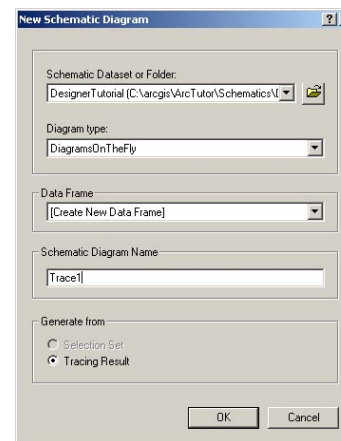 New Schematic Diagram
Schematic Dataset or Folder:
DesignerTutorial (C:\arcgis\ArcTutor\Schematics\
Diagram type:
DiagramsOnTheFly
Data Frame
[Create New Data Frame]
Schematic Diagram Name
Trace1
Generate from
Selection Set
Tracing Result
OK Cancel